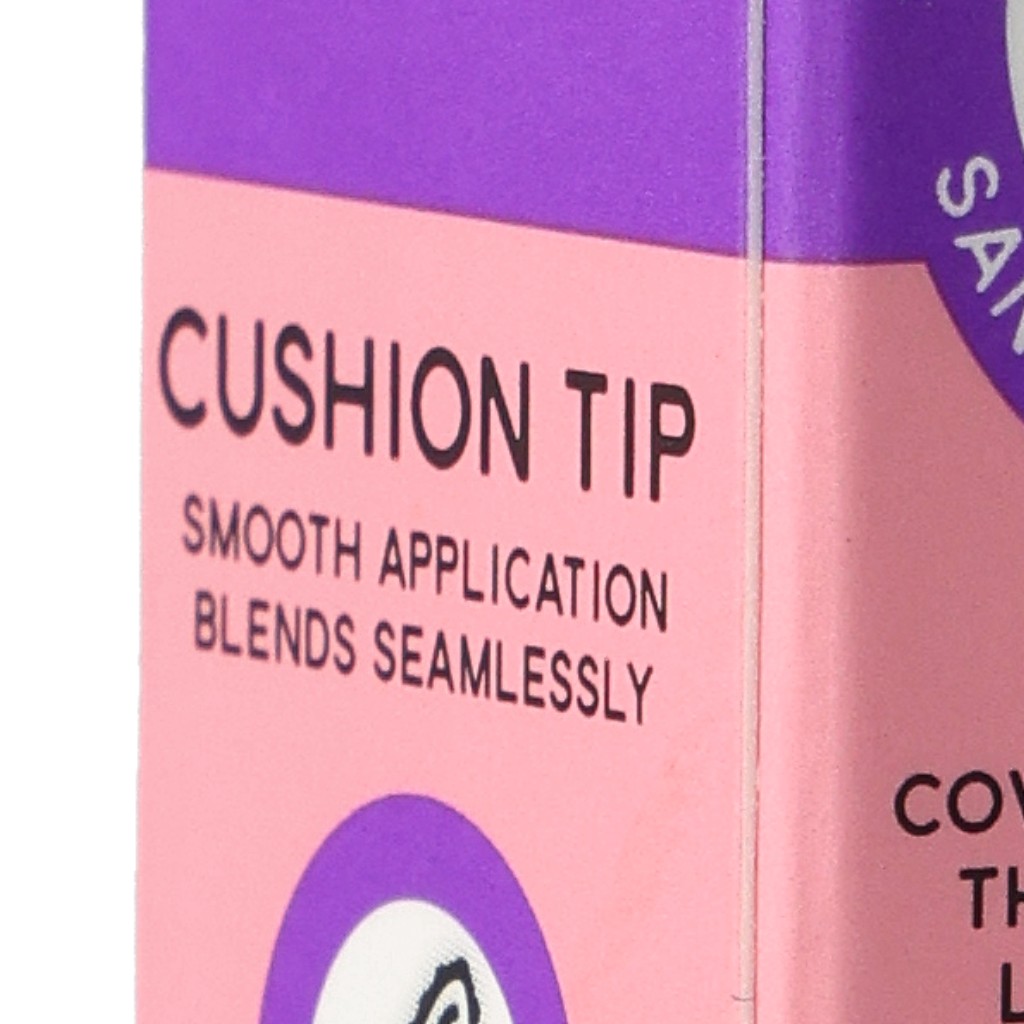 CUSHION TIP
SMOOTH APPLICATION
BLENDS SEAMLESSLY